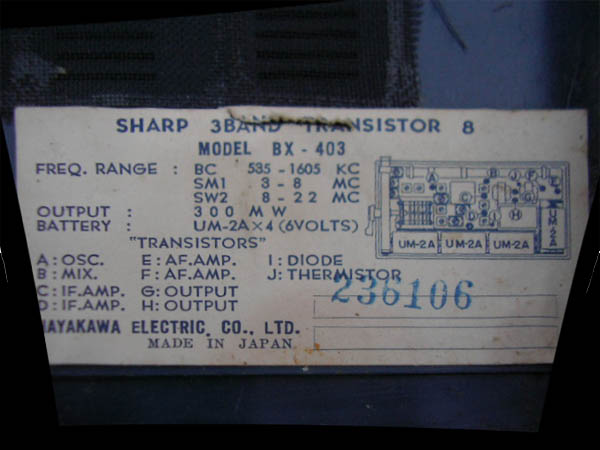 SHARP 3BAND TRANSISTOR 8
MODEL BX - 403
FREQ. RANGE : BC 535 - 1605 KC
SM1 3 - 8 MC
SW2 8 - 22 MC
OUTPUT : 300 MW
BATTERY : UM-2A×4 (6VOLTS)
"TRANSISTORS"
A: OSC. E: AF.AMP. I: DIODE
B: MIX. F: AF.AMP. J: THERMISTOR
C: IF.AMP. G: OUTPUT
D: IF.AMP. H: OUTPUT
236106
HAYAKAWA ELECTRIC, CO., LTD.
MADE IN JAPAN
UM-2A UM-2A UM-2A
UM-2A